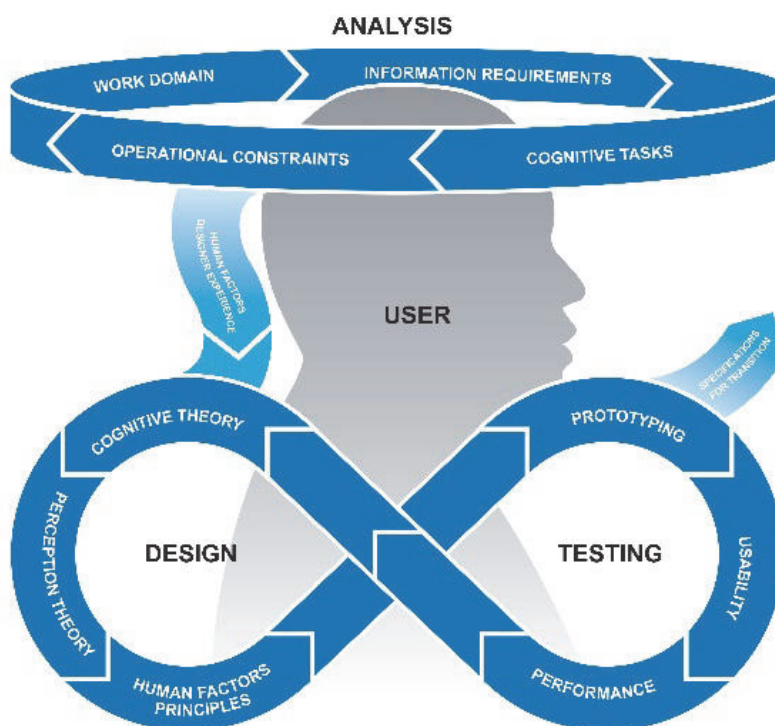 ANALYSIS
WORK DOMAIN
INFORMATION REQUIREMENTS
OPERATIONAL CONSTRAINTS
COGNITIVE TASKS
HUMAN FACTORS
DESIGNER EXPERIENCE
USER
SPECIFICATIONS
FOR TRANSITION
COGNITIVE THEORY
PROTOTYPING
PERCEPTION THEORY
DESIGN
TESTING
USABILITY
HUMAN FACTORS
PRINCIPLES
PERFORMANCE